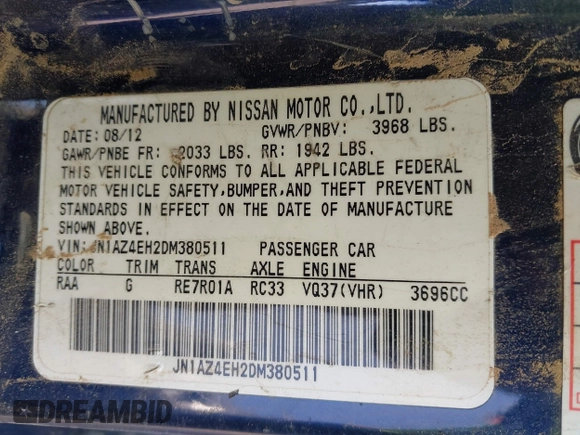 MANUFACTURED BY NISSAN MOTOR CO.,LTD.
DATE: 08/12 GVWR/PNBV: 3968 LBS.
GAWR/PNBE FR: 2033 LBS. RR: 1942 LBS.
THIS VEHICLE CONFORMS TO ALL APPLICABLE FEDERAL
MOTOR VEHICLE SAFETY,BUMPER,AND THEFT PREVENTION
STANDARDS IN EFFECT ON THE DATE OF MANUFACTURE
SHOWN ABOVE.
VIN: JN1AZ4EH2DM380511 PASSENGER CAR
COLOR TRIM TRANS AXLE ENGINE
RAA G RE7R01A RC33 VQ37(VHR) 3696CC
JN1AZ4EH2DM380511
DREAMBID